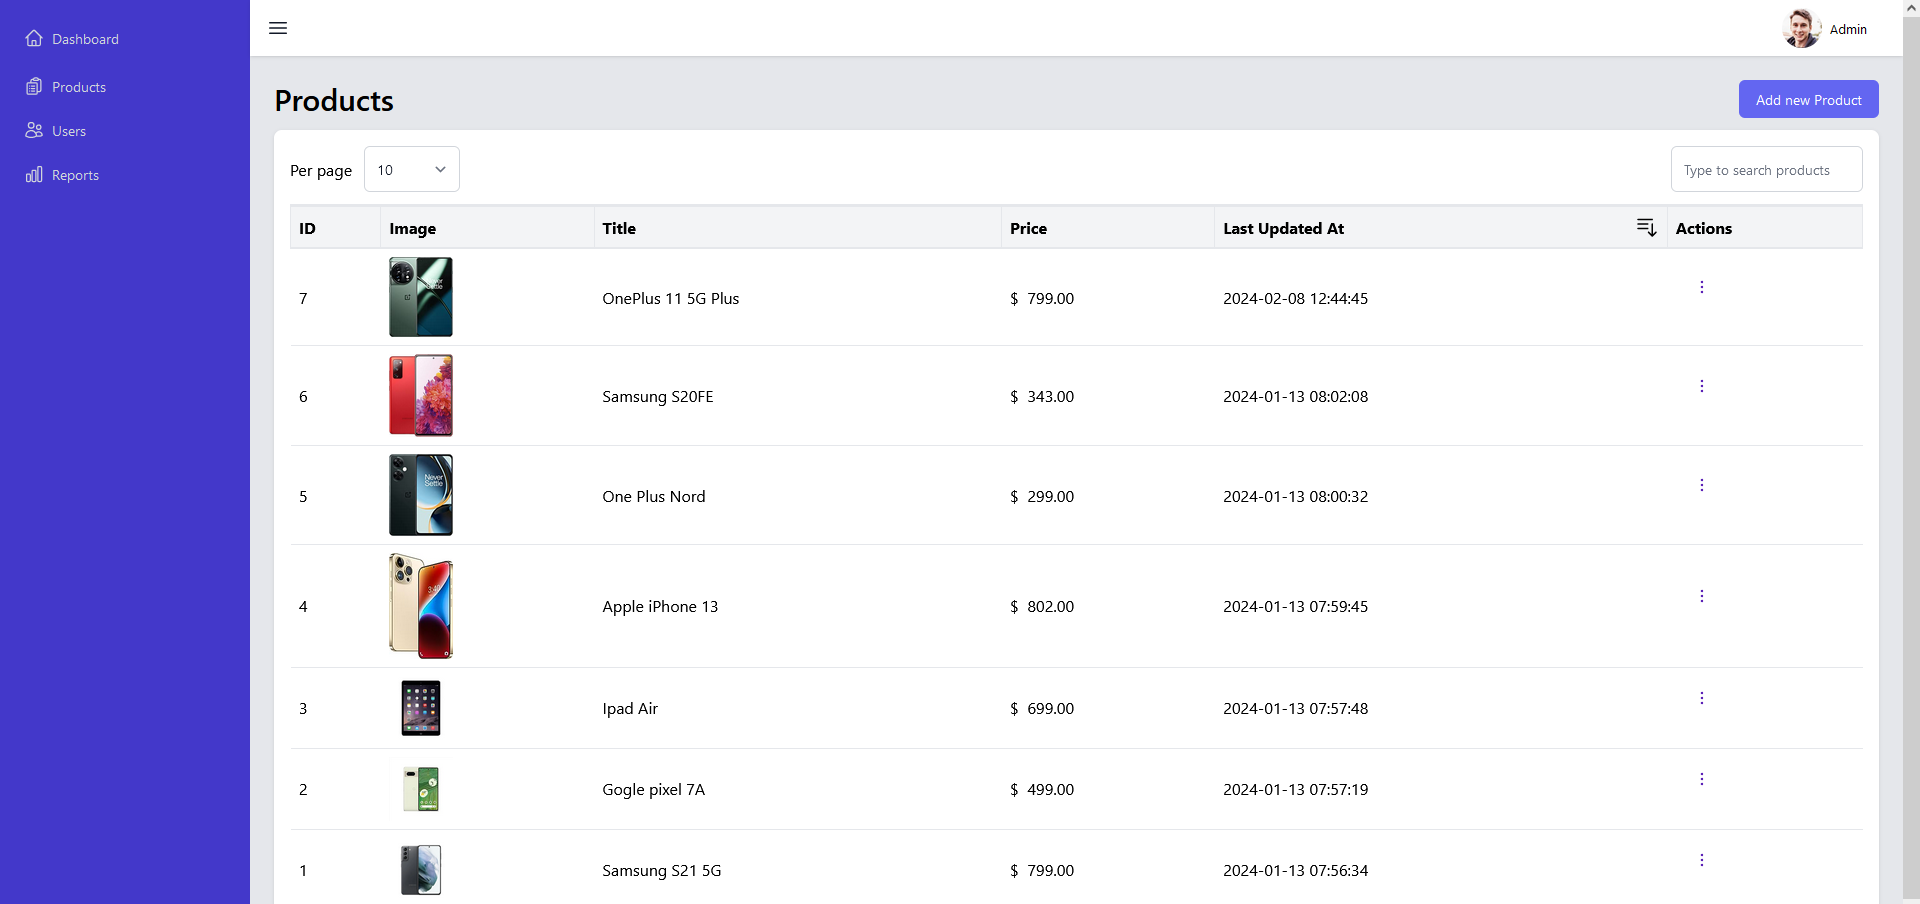 Dashboard
Products
Users
Reports
Admin
Products
Add new Product
Per page 10
Type to search products
ID Image Title Price Last Updated At Actions
7 OnePlus 11 5G Plus $ 799.00 2024-02-08 12:44:45
6 Samsung S20FE $ 343.00 2024-01-13 08:02:08
Never
Settle
5 One Plus Nord $ 299.00 2024-01-13 08:00:32
4 Apple iPhone 13 $ 802.00 2024-01-13 07:59:45
3 Ipad Air $ 699.00 2024-01-13 07:57:48
2 Gogle pixel 7A $ 499.00 2024-01-13 07:57:19
1 Samsung S21 5G $ 799.00 2024-01-13 07:56:34